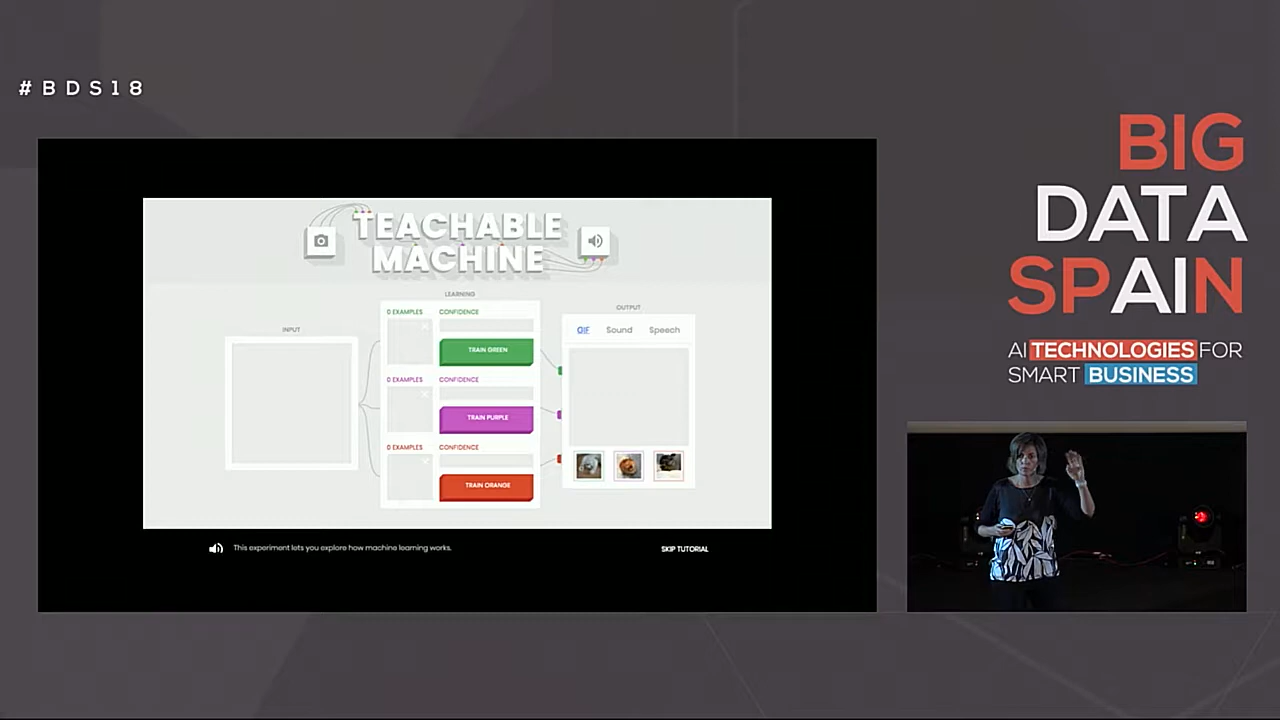 #BDS18
BIG
DATA
SPAIN
AI TECHNOLOGIES FOR
SMART BUSINESS
TEACHABLE
MACHINE
LEARNING
OUTPUT
INPUT
0 EXAMPLES CONFIDENCE
TRAIN GREEN
0 EXAMPLES CONFIDENCE
TRAIN PURPLE
0 EXAMPLES CONFIDENCE
TRAIN ORANGE
GIF Sound Speech
This experiment lets you explore how machine learning works.
SKIP TUTORIAL